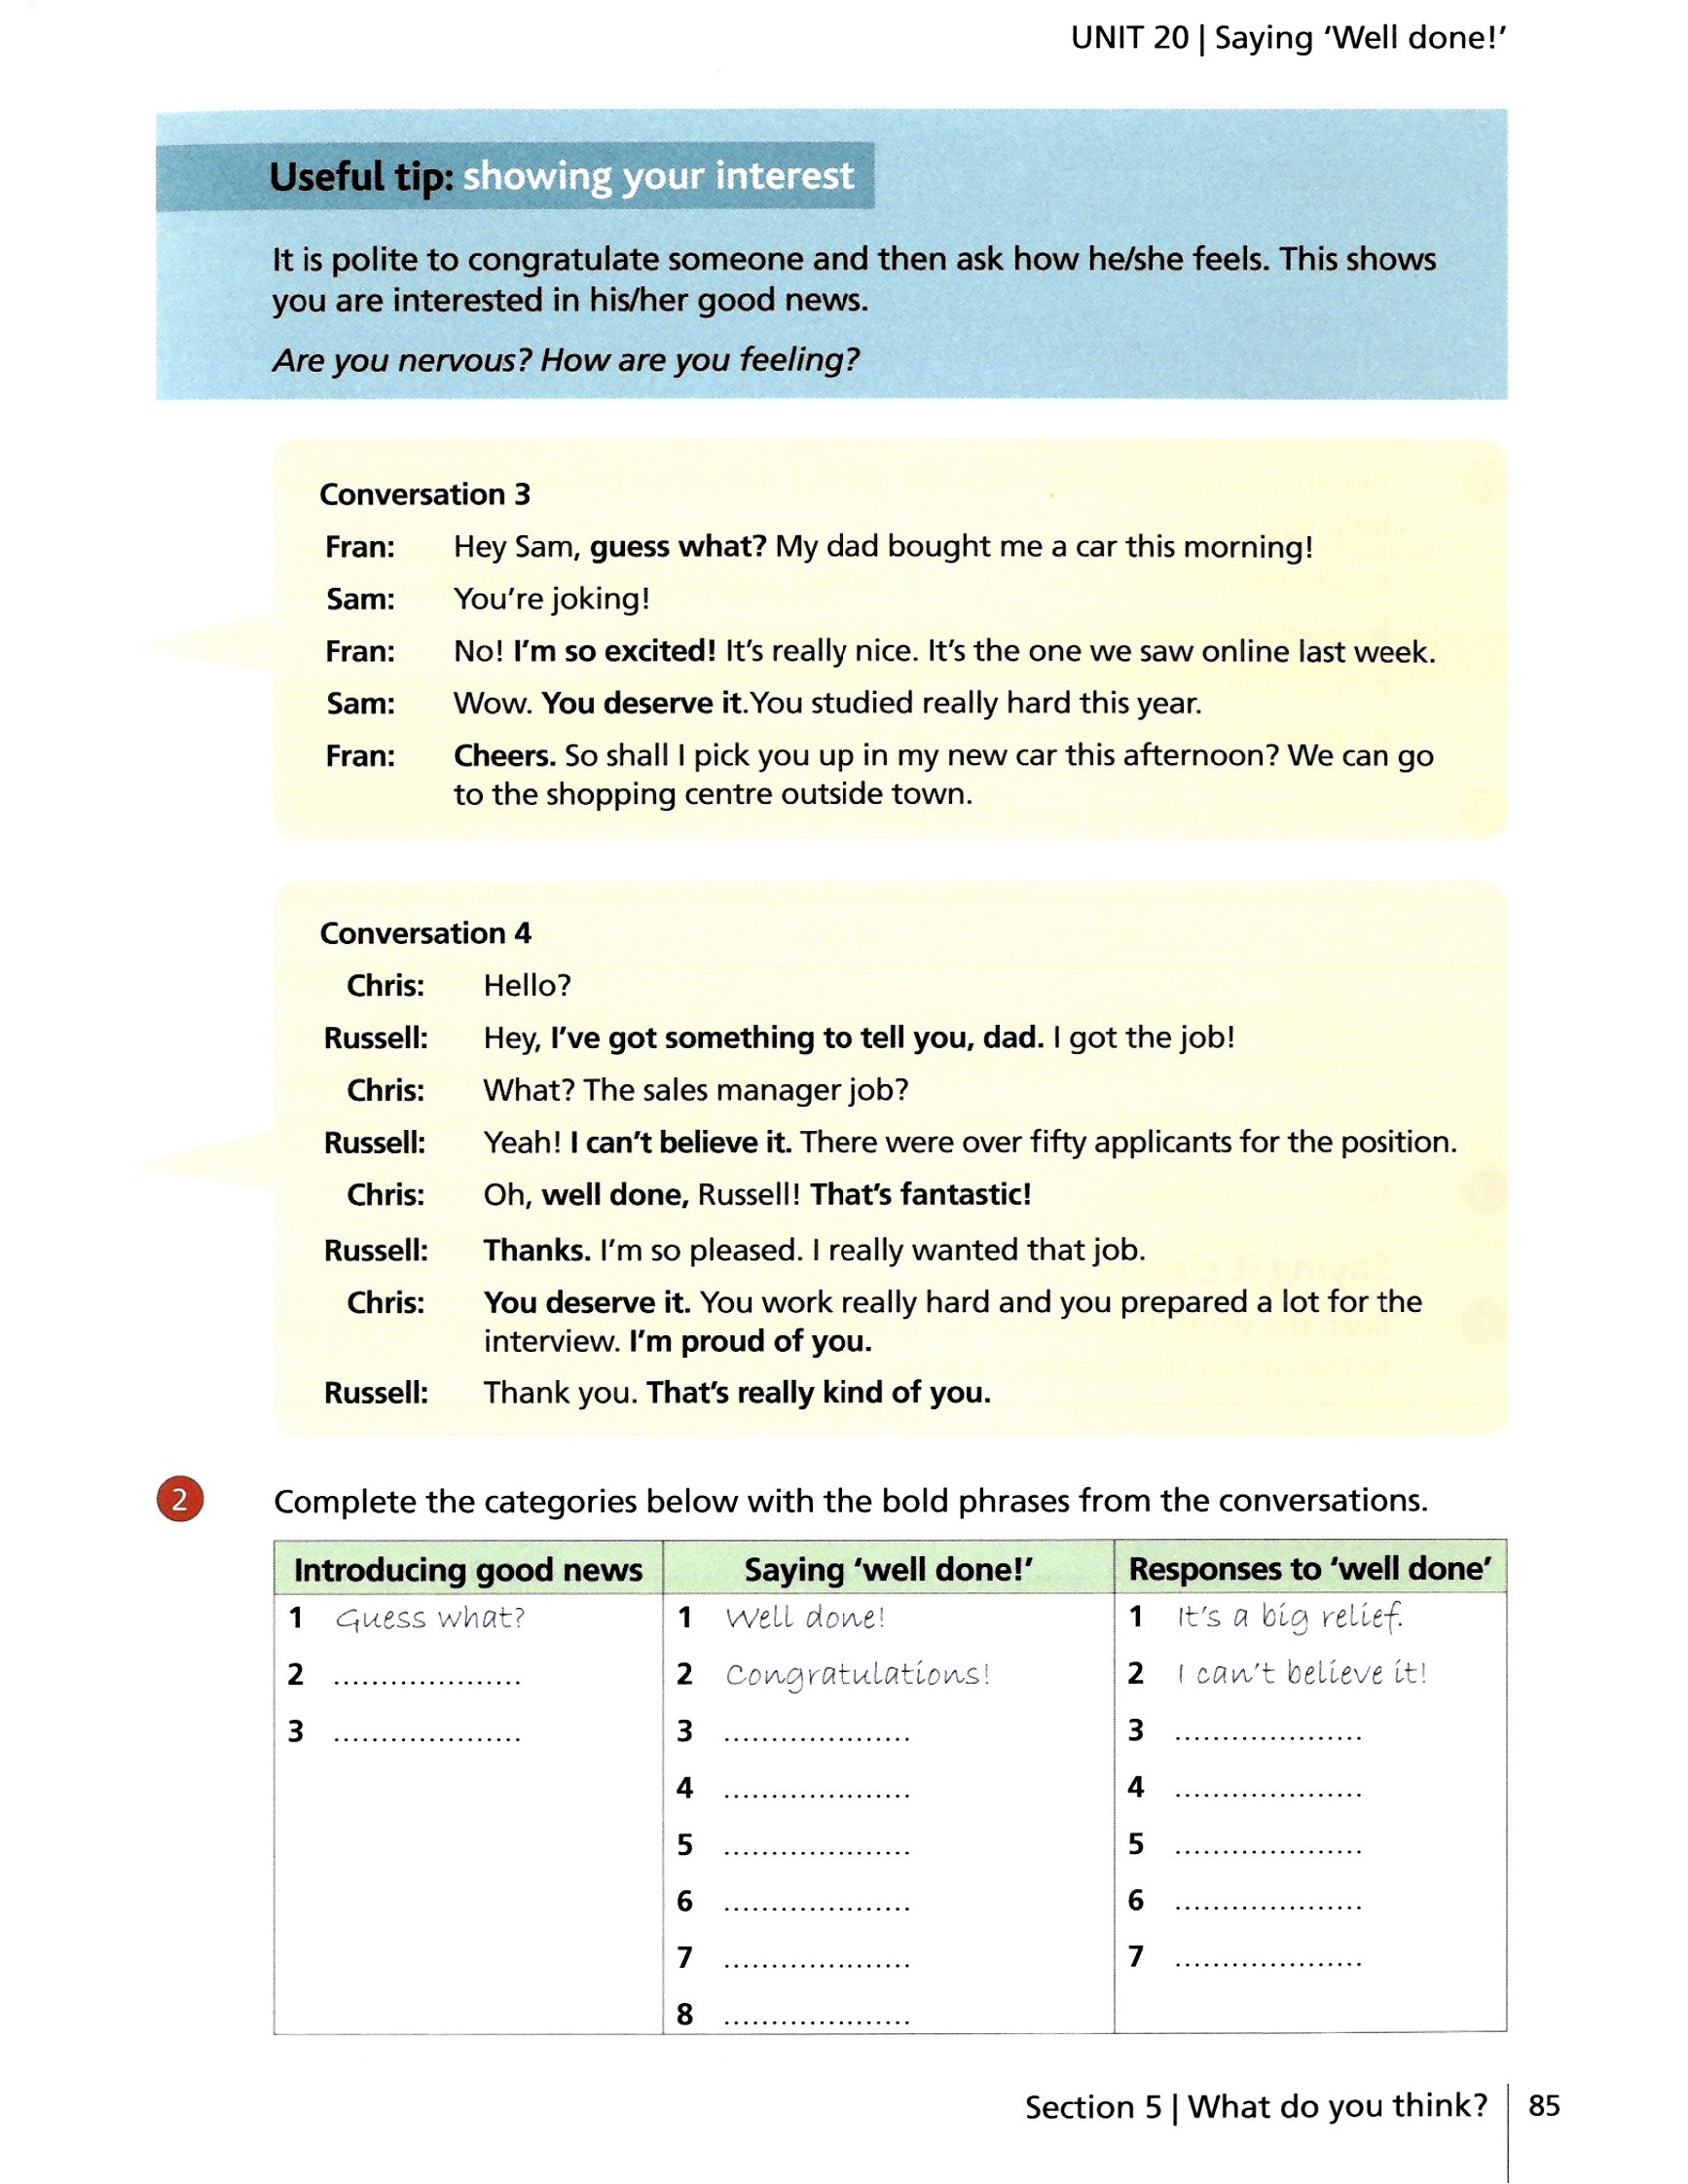 UNIT 20 | Saying ‘Well done!’
Useful tip: showing your interest
It is polite to congratulate someone and then ask how he/she feels. This shows
you are interested in his/her good news.
Are you nervous? How are you feeling?
Conversation 3
Fran: Hey Sam, guess what? My dad bought me a car this morning!
Sam: You’re joking!
Fran: No! I’m so excited! It’s really nice. It’s the one we saw online last week.
Sam: Wow. You deserve it.You studied really hard this year.
Fran: Cheers. So shall I pick you up in my new car this afternoon? We can go
to the shopping centre outside town.
Conversation 4
Chris: Hello?
Russell: Hey, I’ve got something to tell you, dad. I got the job!
Chris: What? The sales manager job?
Russell: Yeah! I can’t believe it. There were over fifty applicants for the position.
Chris: Oh, well done, Russell! That’s fantastic!
Russell: Thanks. I’m so pleased. I really wanted that job.
Chris: You deserve it. You work really hard and you prepared a lot for the
interview. I’m proud of you.
Russell: Thank you. That’s really kind of you.
2 Complete the categories below with the bold phrases from the conversations.
Introducing good news Saying ‘well done!’ Responses to ‘well done’
1 Guess what? 1 Well done! 1 It’s a big relief.
2 .................... 2 Congratulations! 2 I can’t believe it!
3 .................... 3 .................... 3 ....................
4 .................... 4 ....................
5 .................... 5 ....................
6 .................... 6 ....................
7 .................... 7 ....................
8 ....................
Section 5 | What do you think? 85